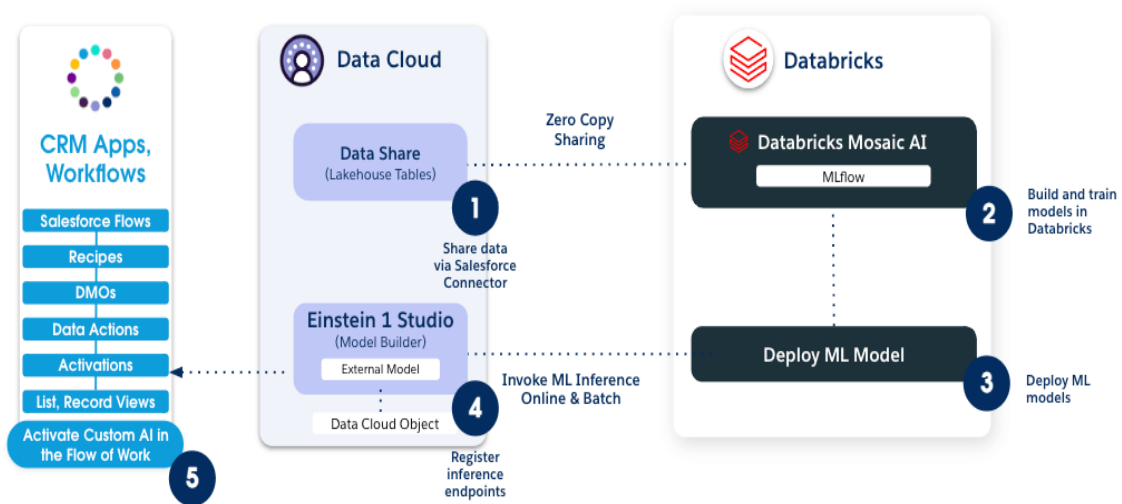 CRM Apps,
Workflows
Salesforce Flows
Recipes
DMOs
Data Actions
Activations
List, Record Views
Activate Custom AI in
the Flow of Work
5
Data Cloud
Data Share
(Lakehouse Tables)
1
Share data
via Salesforce
Connector
Einstein 1 Studio
(Model Builder)
External Model
4
Data Cloud Object
Register
inference
endpoints
Zero Copy
Sharing
Invoke ML Inference
Online & Batch
Databricks
Databricks Mosaic AI
MLflow
2
Build and train
models in
Databricks
Deploy ML Model
3
Deploy ML
models